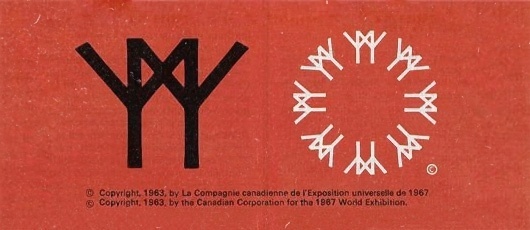 ©
© Copyright, 1963, by La Compagnie canadienne de l'Exposition universelle de 1967.
© Copyright, 1963, by the Canadian Corporation for the 1967 World Exhibition.